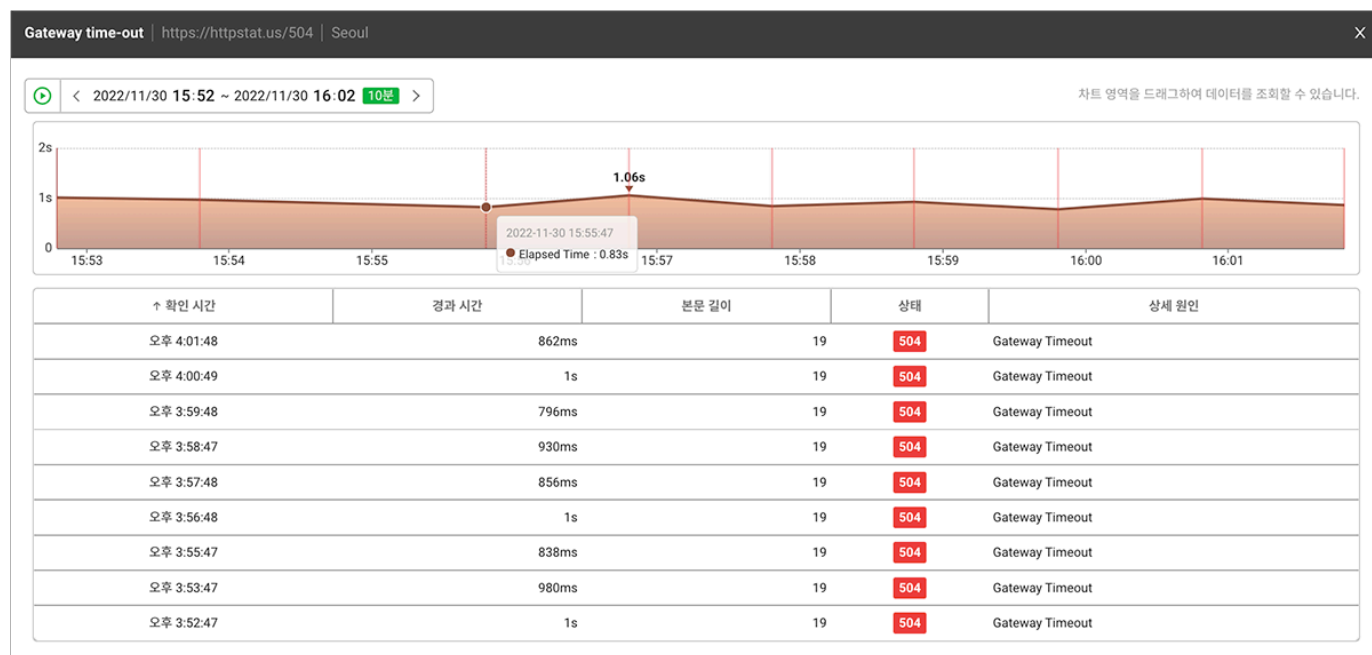 Gateway time-out | https://httpstat.us/504 | Seoul X
2022/11/30 15:52 ~ 2022/11/30 16:02 10분
차트 영역을 드래그하여 데이터를 조회할 수 있습니다.
2s
1.06s
1s
2022-11-30 15:55:47
Elapsed Time : 0.83s
0
15:53 15:54 15:55 15:56 15:57 15:58 15:59 16:00 16:01
↑ 확인 시간 경과 시간 본문 길이 상태 상세 원인
오후 4:01:48 862ms 19 504 Gateway Timeout
오후 4:00:49 1s 19 504 Gateway Timeout
오후 3:59:48 796ms 19 504 Gateway Timeout
오후 3:58:47 930ms 19 504 Gateway Timeout
오후 3:57:48 856ms 19 504 Gateway Timeout
오후 3:56:48 1s 19 504 Gateway Timeout
오후 3:55:47 838ms 19 504 Gateway Timeout
오후 3:53:47 980ms 19 504 Gateway Timeout
오후 3:52:47 1s 19 504 Gateway Timeout